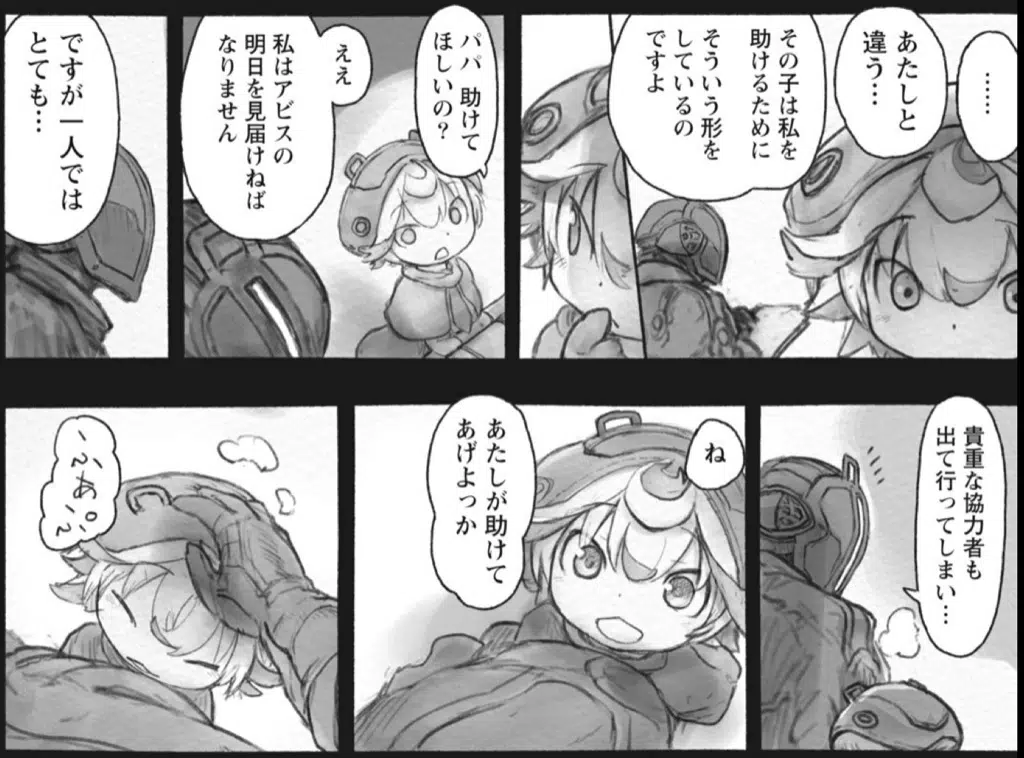 ………
あたしと
違う…
その子は私を
助けるために
そういう形を
しているの
ですよ
パパ 助けて
ほしいの?
ええ
私はアビスの
明日を見届けねば
なりません
ですが一人では
とても…
貴重な協力者も
出て行ってしまい…
ね
あたしが助けて
あげよっか
ふあぁ